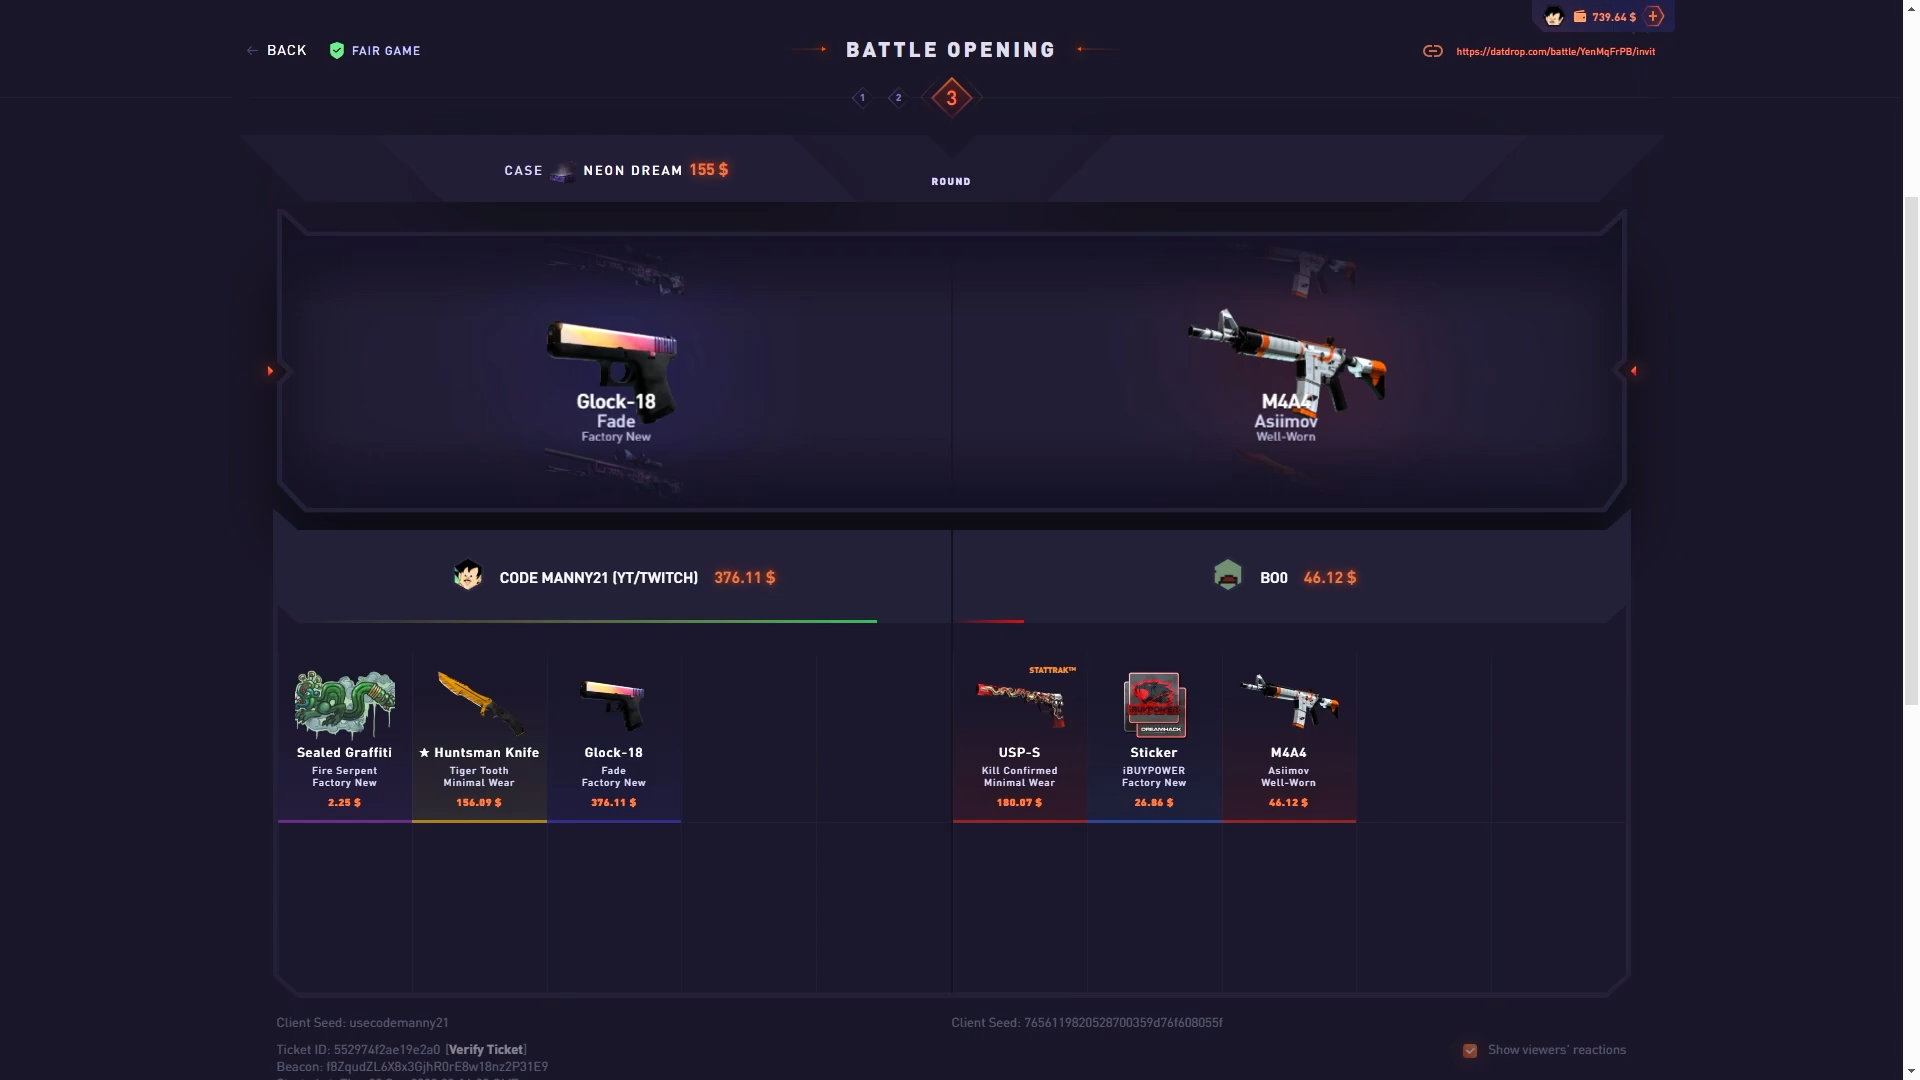 739.64 $
BACK
FAIR GAME
BATTLE OPENING
https://datdrop.com/battle/YenMqFrPB/invit
1
2
3
CASE NEON DREAM 155 $
ROUND
Glock-18
Fade
Factory New
M4A4
Asiimov
Well-Worn
CODE MANNY21 (YT/TWITCH) 376.11 $
BO0 46.12 $
Sealed Graffiti
Fire Serpent
Factory New
2.25 $
★ Huntsman Knife
Tiger Tooth
Minimal Wear
156.09 $
Glock-18
Fade
Factory New
376.11 $
STATTRAK™
USP-S
Kill Confirmed
Minimal Wear
180.07 $
iBUYPOWER
DREAMHACK
Sticker
iBUYPOWER
Factory New
26.86 $
M4A4
Asiimov
Well-Worn
46.12 $
Client Seed: usecodemanny21
Client Seed: 7656119820528700359d76f608055f
Ticket ID: 552974f2ae19e2a0 [Verify Ticket]
Beacon: f8ZqudZL6X8x3GjhR0rE8w18nz2P31E9
Show viewers' reactions